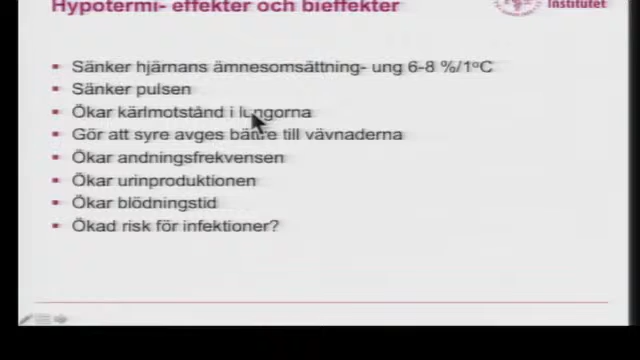 Hypotermi- effekter och bieffekter
Institutet
Sänker hjärnans ämnesomsättning- ung 6-8 %/1ºC
Sänker pulsen
Ökar kärlmotstånd i lungorna
Gör att syre avges bättre till vävnaderna
Ökar andningsfrekvensen
Ökar urinproduktionen
Ökar blödningstid
Ökad risk för infektioner?